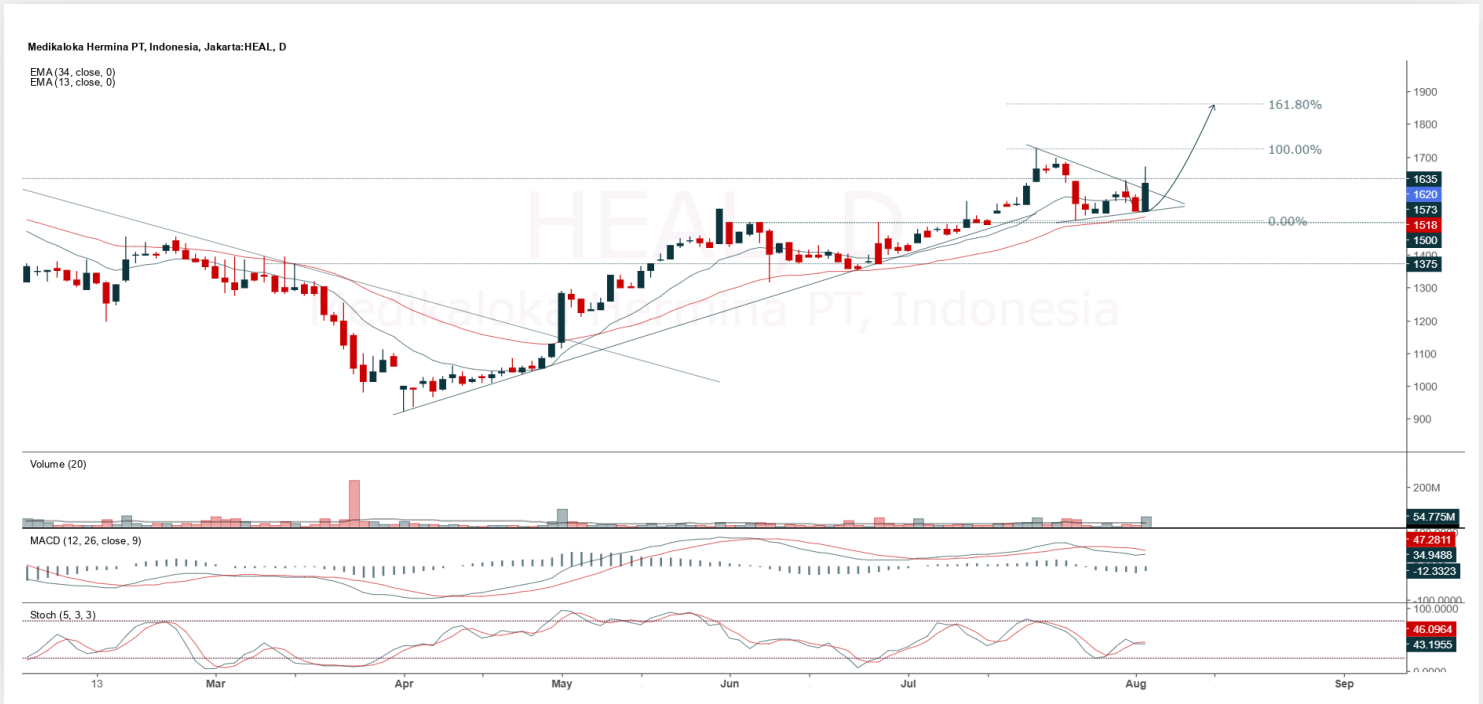 Medikaloka Hermina PT, Indonesia, Jakarta:HEAL, D
EMA (34, close, 0)
EMA (13, close, 0)
HEAL, D
Medikaloka Hermina PT, Indonesia
161.80%
100.00%
0.00%
1900
1800
1700
1635
1620
1573
1518
1500
1400
1375
1300
1200
1100
1000
900
Volume (20)
200M
54.775M
MACD (12, 26, close, 9)
100.0000
47.2811
34.9488
-12.3323
-100.0000
Stoch (5, 3, 3)
100.0000
46.0964
43.1955
0.0000
13 Mar Apr May Jun Jul Aug Sep